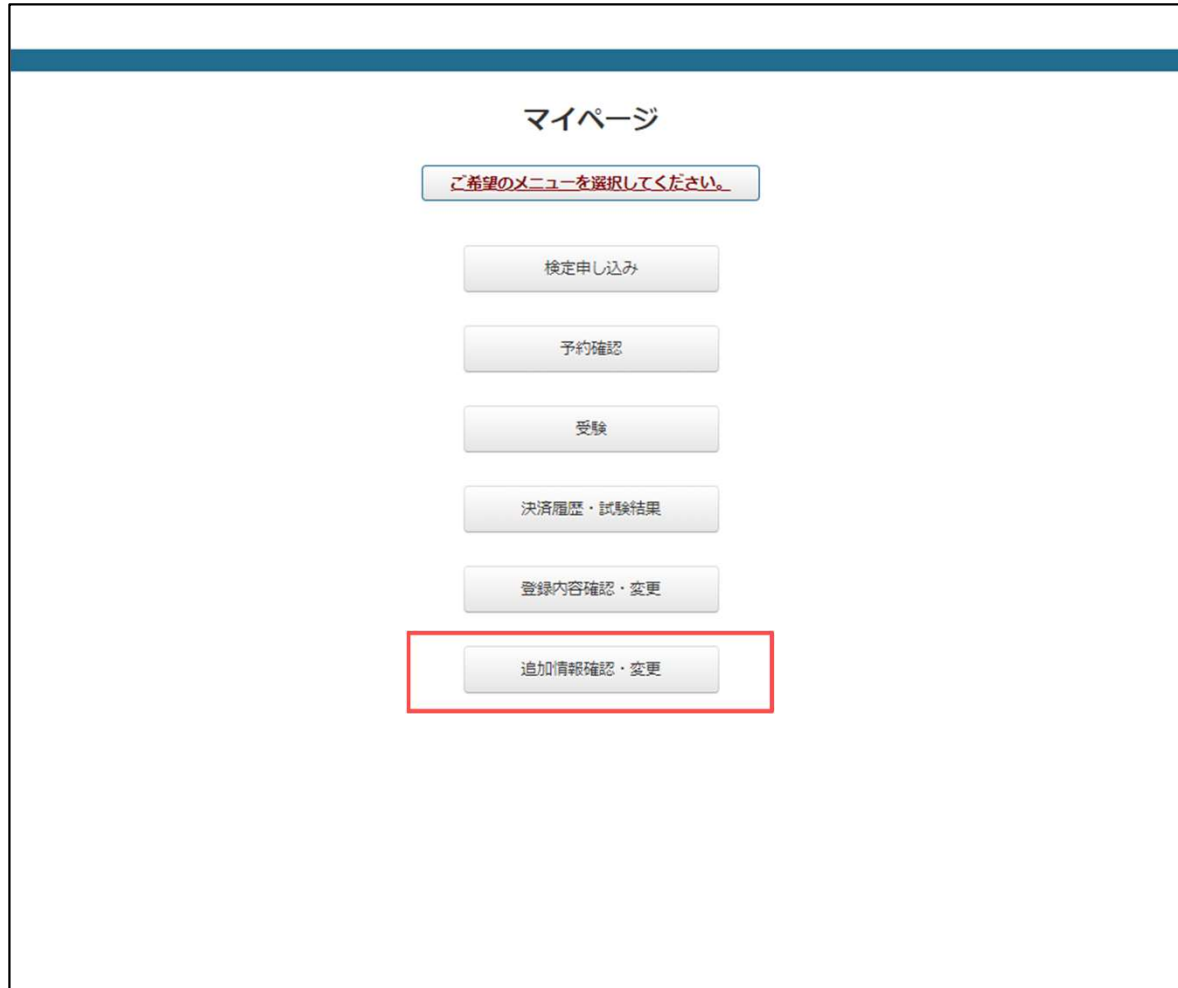 マイページ
ご希望のメニューを選択してください。
検定申し込み
予約確認
受験
決済履歴・試験結果
登録内容確認・変更
追加情報確認・変更